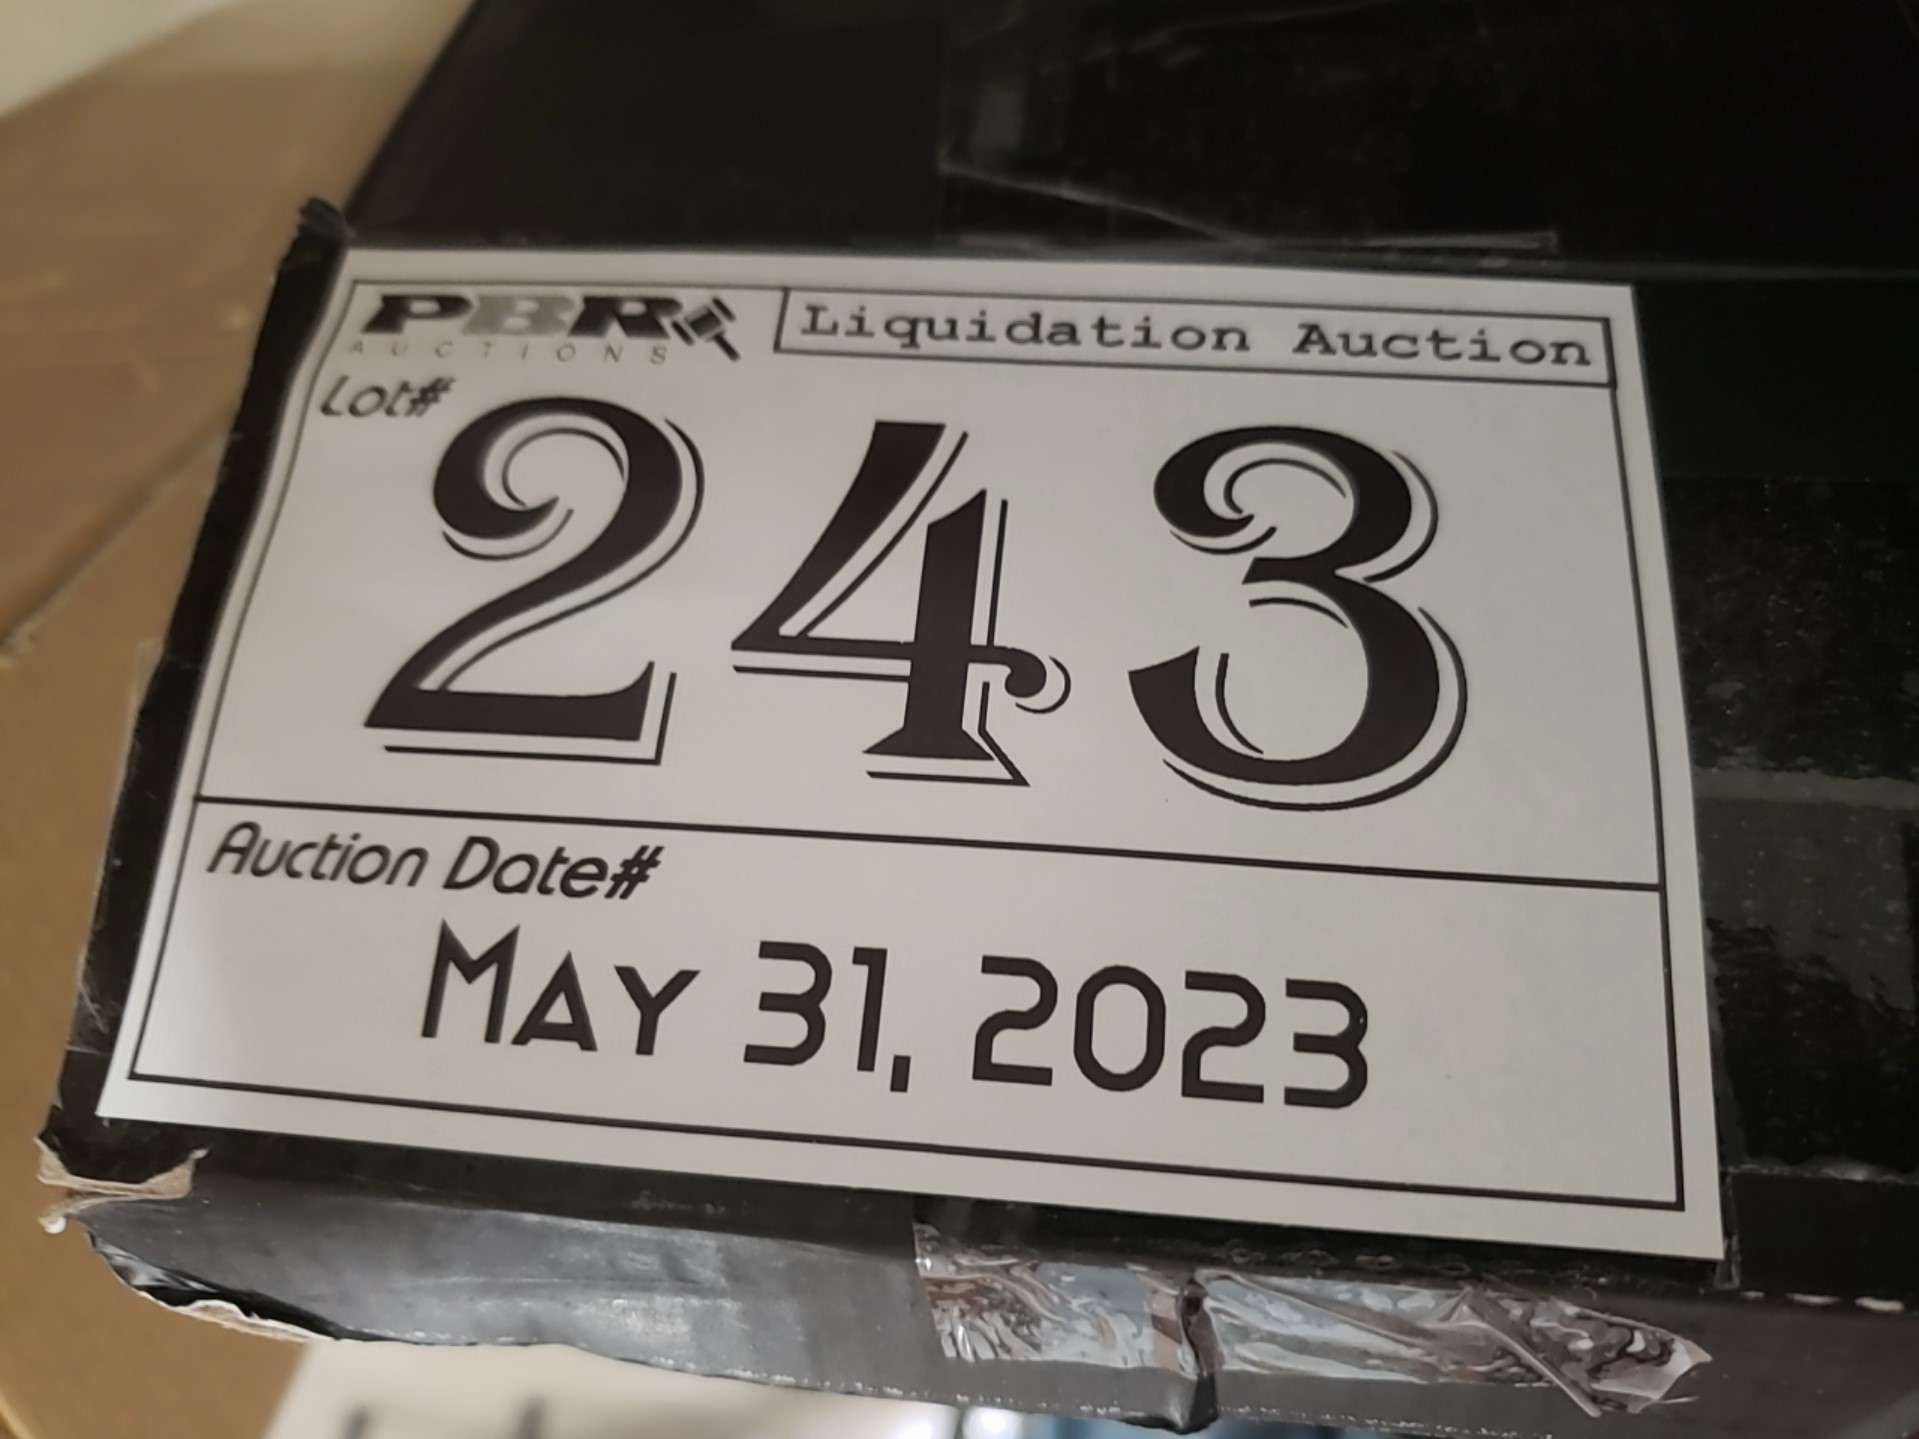 PBR
AUCTIONS
Liquidation Auction
Lot#
243
Auction Date#
MAY 31, 2023